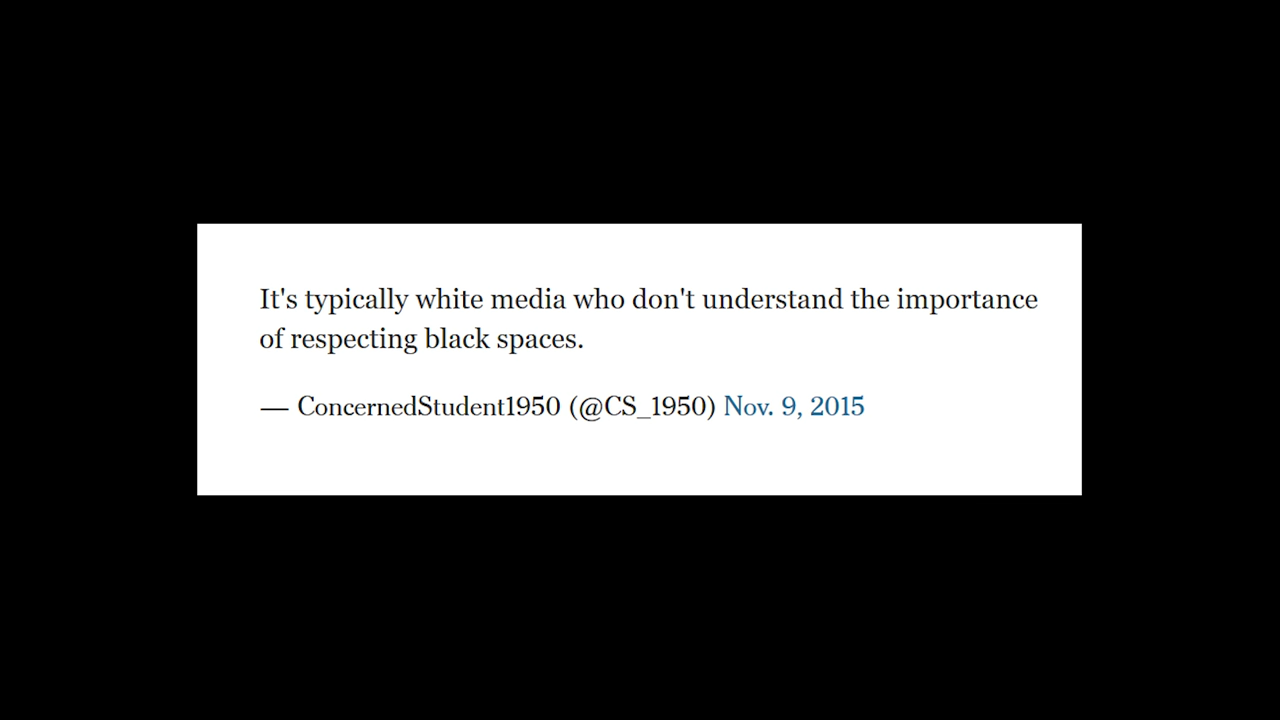 It's typically white media who don't understand the importance
of respecting black spaces.
— ConcernedStudent1950 (@CS_1950) Nov. 9, 2015